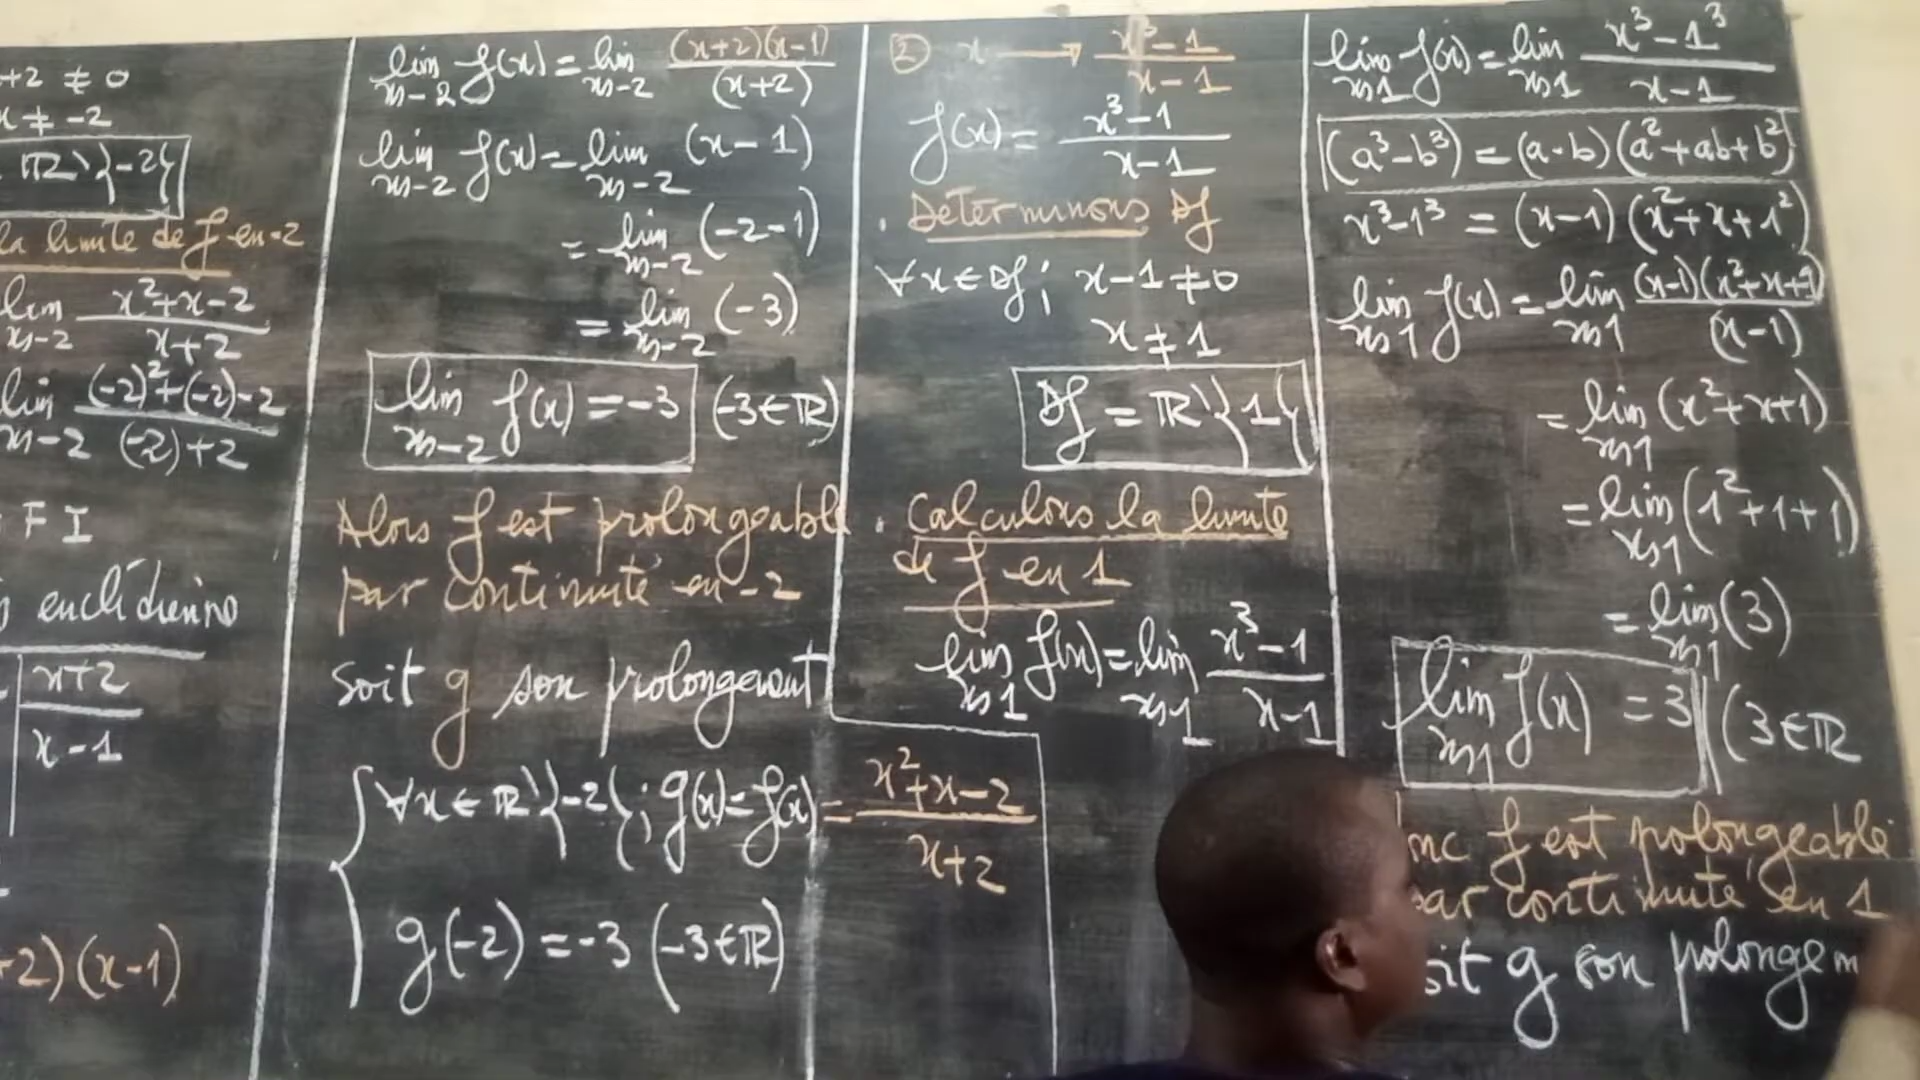 +2 ≠ 0
x ≠ -2
ℝ\}-2{
la limite de f en -2
lim x→-2 (x²+x-2)/(x+2)
lim x→-2 ((-2)²+(-2)-2)/((-2)+2)
F I
euclidienne
x+2
x-1
+2)(x-1)
lim x→-2 f(x) = lim x→-2 (x+2)(x-1)/(x+2)
lim x→-2 f(x) = lim x→-2 (x-1)
= lim x→-2 (-2-1)
= lim x→-2 (-3)
lim x→-2 f(x) = -3 (-3∈ℝ)
Alors f est prolongeable
par continuité en -2
Soit g son prolongement
∀x∈ℝ\}-2{ ; g(x)=f(x) = (x²+x-2)/(x+2)
g(-2) = -3 (-3∈ℝ)
② x → (x³-1)/(x-1)
f(x) = (x³-1)/(x-1)
. Déterminons Df
∀x∈Df ; x-1≠0
x ≠ 1
Df = ℝ\}1{
. Calculons la limite
de f en 1
lim x→1 f(x) = lim x→1 (x³-1)/(x-1)
lim x→1 f(x) = lim x→1 (x³-1³)/(x-1)
(a³-b³) = (a-b)(a²+ab+b²)
x³-1³ = (x-1)(x²+x+1²)
lim x→1 f(x) = lim x→1 (x-1)(x²+x+1)/(x-1)
= lim x→1 (x²+x+1)
= lim x→1 (1²+1+1)
= lim x→1 (3)
lim x→1 f(x) = 3 (3∈ℝ
onc f est prolongeable
par continuité en 1
oit g son prolongem